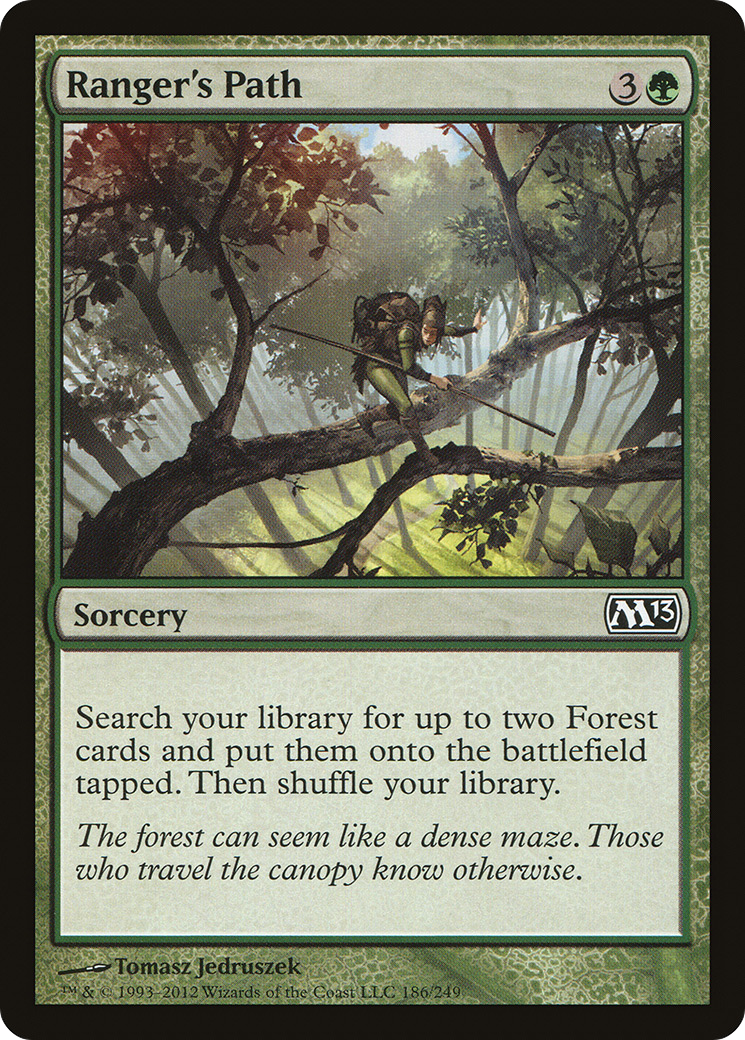 Ranger's Path
3
Sorcery
M13
Search your library for up to two Forest
cards and put them onto the battlefield
tapped. Then shuffle your library.
The forest can seem like a dense maze. Those
who travel the canopy know otherwise.
Tomasz Jedruszek
™ & © 1993–2012 Wizards of the Coast LLC 186/249